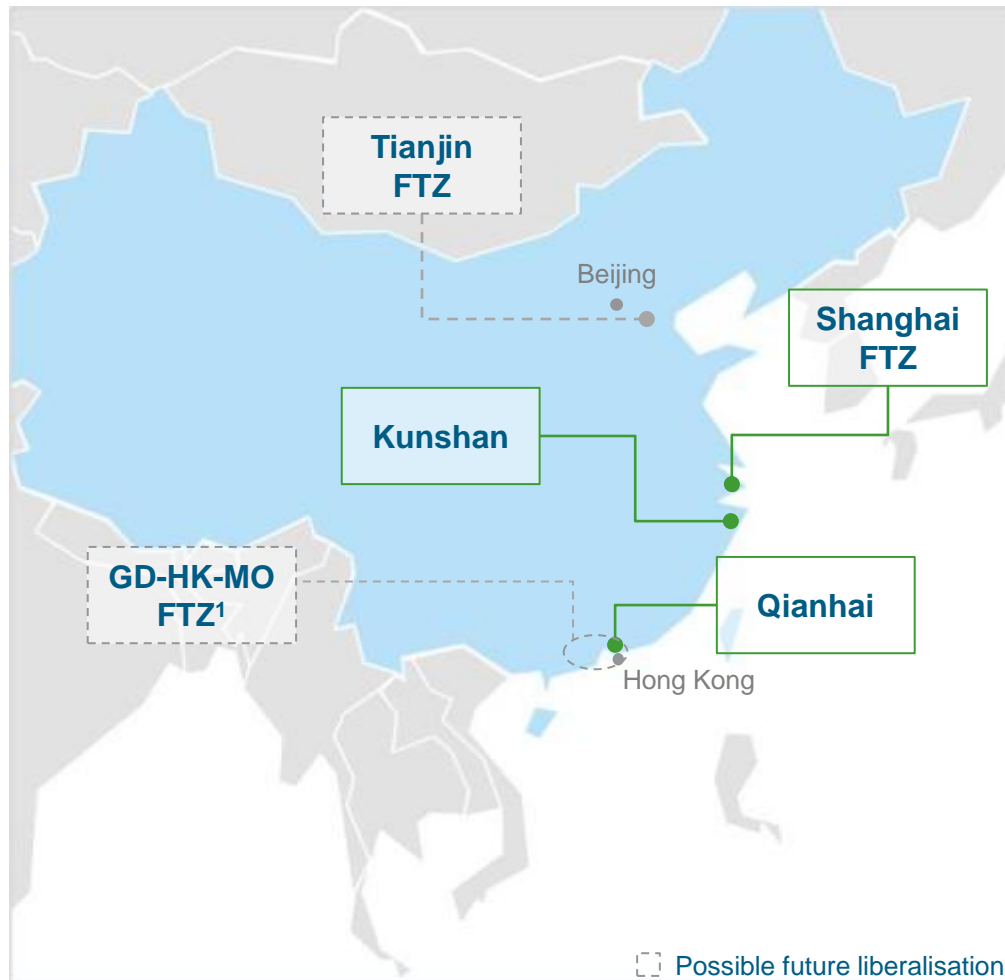 Tianjin
FTZ
Beijing
Shanghai
FTZ
Kunshan
GD-HK-MO
FTZ¹
Qianhai
Hong Kong
Possible future liberalisation